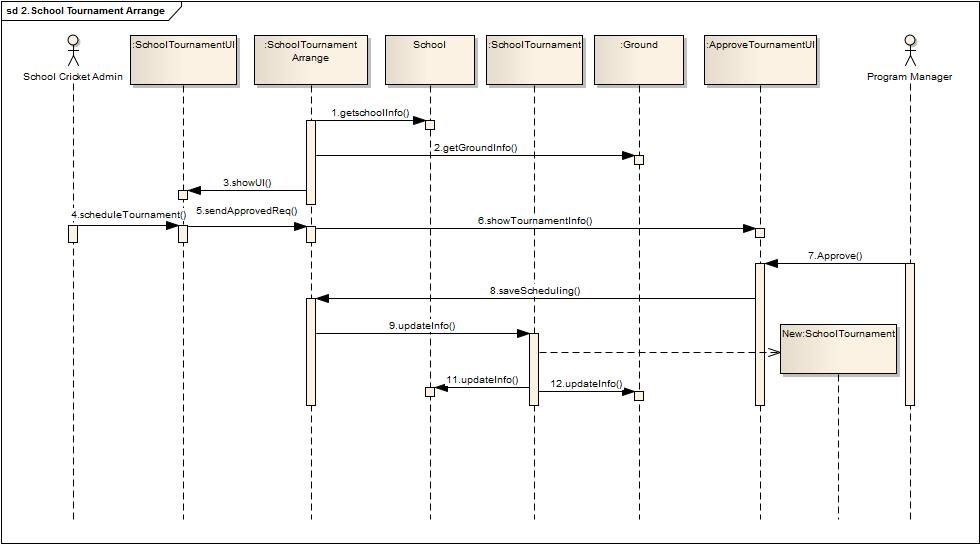 sd 2.School Tournament Arrange
School Cricket Admin
:SchoolTournamentUI
:SchoolTournament
Arrange
School
:SchoolTournament
:Ground
:ApproveTournamentUI
Program Manager
1.getschoolInfo()
2.getGroundInfo()
3.showUI()
4.scheduleTournament()
5.sendApprovedReq()
6.showTournamentInfo()
7.Approve()
8.saveScheduling()
9.updateInfo()
New:SchoolTournament
11.updateInfo()
12.updateInfo()